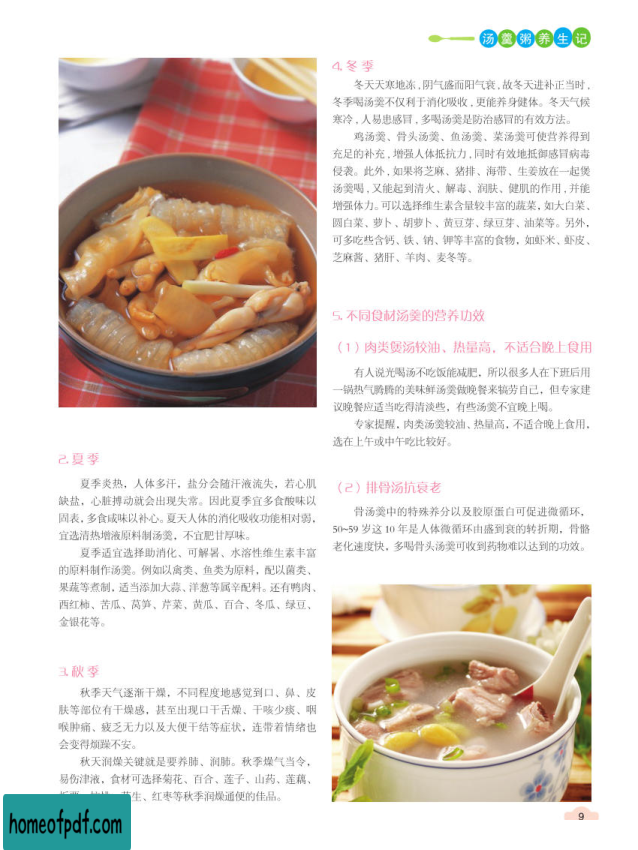 汤羹粥养生记
2.夏季
夏季炎热，人体多汗，盐分会随汗液流失，若心肌
缺盐，心脏搏动就会出现失常。因此夏季宜多食酸味以
固表，多食咸味以补心。夏天人体的消化吸收功能相对弱，
宜选清热增液原料制汤羹，不宜肥甘厚味。
夏季适宜选择助消化、可解暑、水溶性维生素丰富
的原料制作汤羹。例如以禽类、鱼类为原料，配以菌类、
果蔬等煮制，适当添加大蒜、洋葱等属辛配料。还有鸭肉、
西红柿、苦瓜、莴笋、芹菜、黄瓜、百合、冬瓜、绿豆、
金银花等。
3.秋季
秋季天气逐渐干燥，不同程度地感觉到口、鼻、皮
肤等部位有干燥感，甚至出现口干舌燥、干咳少痰、咽
喉肿痛、疲乏无力以及大便干结等症状，连带着情绪也
会变得烦躁不安。
秋天润燥关键就是要养肺、润肺。秋季燥气当令，
易伤津液，食材可选择菊花、百合、莲子、山药、莲藕、
生、红枣等秋季润燥通便的佳品。
4.冬季
冬天天寒地冻，阴气盛而阳气衰，故冬天进补正当时，
冬季喝汤羹不仅利于消化吸收，更能养身健体。冬天气候
寒冷，人易患感冒，多喝汤羹是防治感冒的有效方法。
鸡汤羹、骨头汤羹、鱼汤羹、菜汤羹可使营养得到
充足的补充，增强人体抵抗力，同时有效地抵御感冒病毒
侵袭。此外，如果将芝麻、猪排、海带、生姜放在一起煲
汤羹喝，又能起到清火、解毒、润肤、健肌的作用，并能
增强体力。可以选择维生素含量较丰富的蔬菜，如大白菜、
圆白菜、萝卜、胡萝卜、黄豆芽、绿豆芽、油菜等。另外，
可多吃些含钙、铁、钠、钾等丰富的食物，如虾米、虾皮、
芝麻酱、猪肝、羊肉、麦冬等。
5.不同食材汤羹的营养功效
（1）肉类煲汤较油、热量高，不适合晚上食用
有人说光喝汤不吃饭能减肥，所以很多人在下班后用
一锅热气腾腾的美味鲜汤羹做晚餐来犒劳自己，但专家建
议晚餐应适当吃得清淡些，有些汤羹不宜晚上喝。
专家提醒，肉类汤羹较油、热量高，不适合晚上食用，
选在上午或中午吃比较好。
（2）排骨汤抗衰老
骨汤羹中的特殊养分以及胶原蛋白可促进微循环，
50~59 岁这 10 年是人体微循环由盛到衰的转折期，骨骼
老化速度快，多喝骨头汤羹可收到药物难以达到的功效。
9
homeofpdf.com